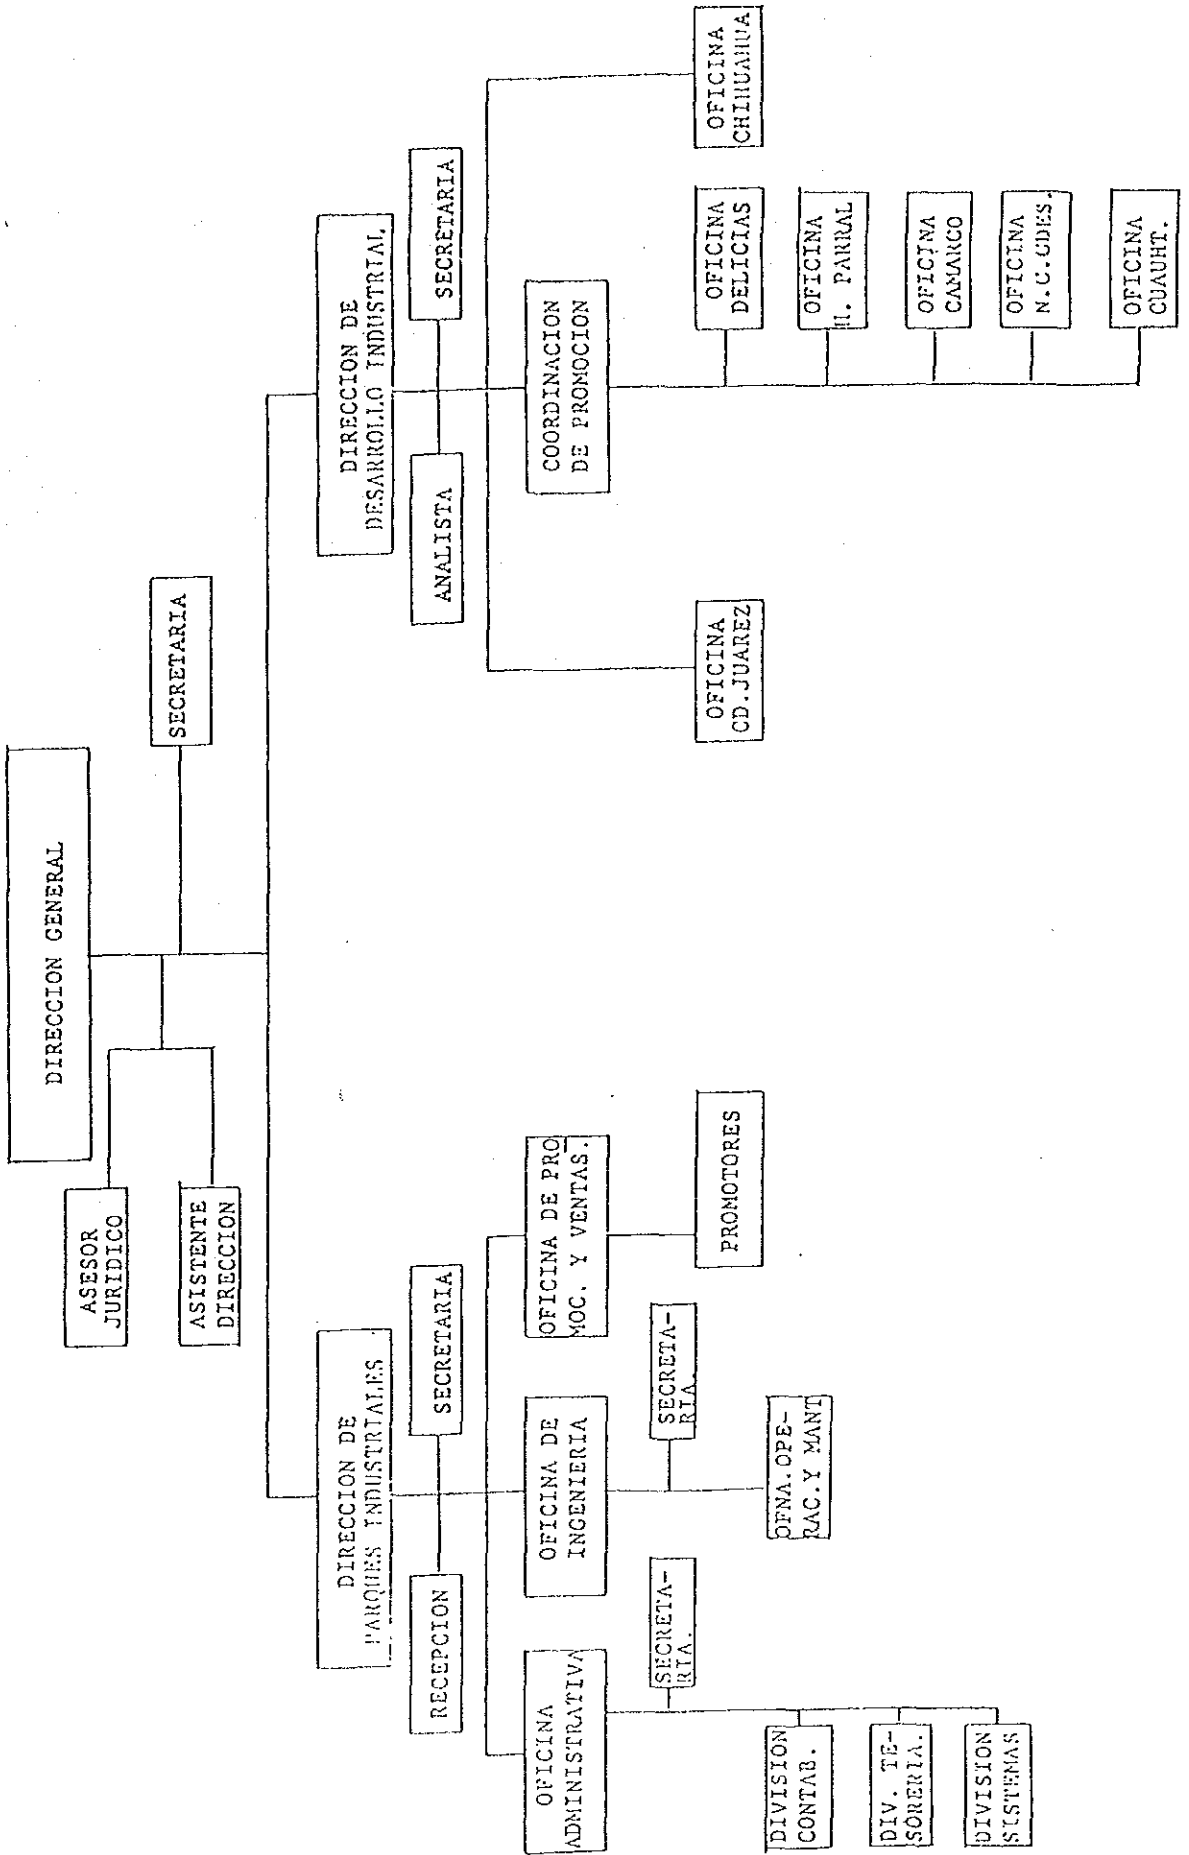 DIRECCION GENERAL
ASESOR
JURIDICO
SECRETARIA
ASISTENTE
DIRECCION
DIRECCION DE
PARQUES INDUSTRIALES
DIRECCION DE
DESARROLLO INDUSTRIAL
RECEPCION
SECRETARIA
ANALISTA
SECRETARIA
OFICINA
ADMINISTRATIVA
OFICINA DE
INGENIERIA
OFICINA DE PRO
MOC. Y VENTAS.
COORDINACION
DE PROMOCION
SECRETA-
RIA.
SECRETA-
RIA.
PROMOTORES
OFICINA
CD.JUAREZ
OFICINA
DELICIAS
OFICINA
CHIHUAHUA
DIVISION
CONTAB.
OFNA.OPE-
RAC.Y MANT
OFICINA
H. PARRAL
DIV. TE-
SORERIA.
OFICINA
CAMARCO
DIVISION
SISTEMAS
OFICINA
N.C.GDES.
OFICINA
CUAUHT.